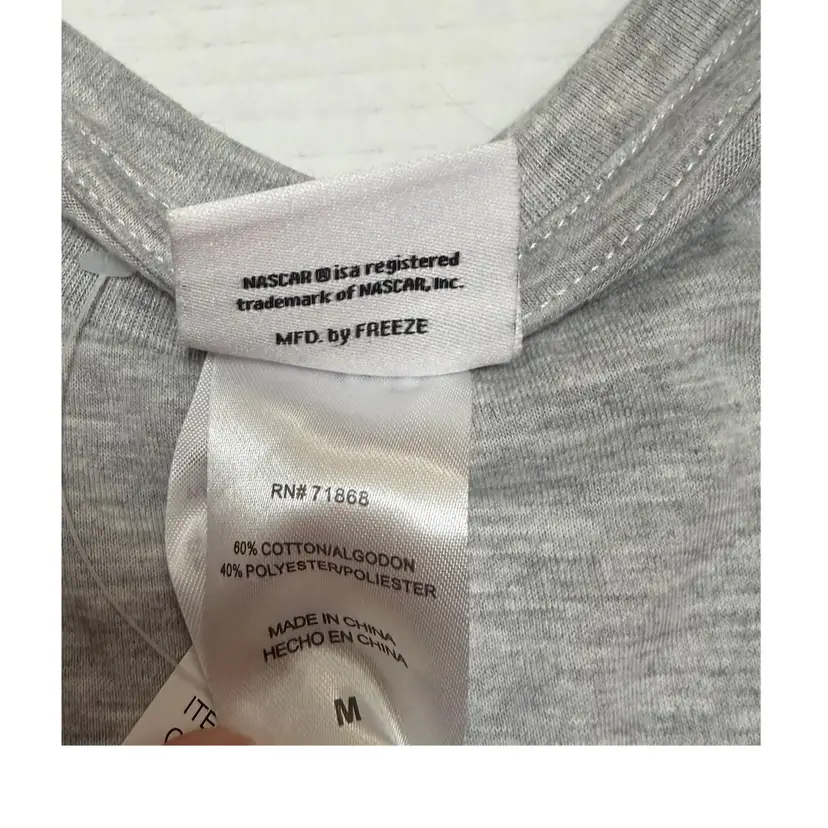 NASCAR ® is a registered
trademark of NASCAR, Inc.
MFD. by FREEZE
RN# 71868
60% COTTON/ALGODON
40% POLYESTER/POLIESTER
MADE IN CHINA
HECHO EN CHINA
M
ITE